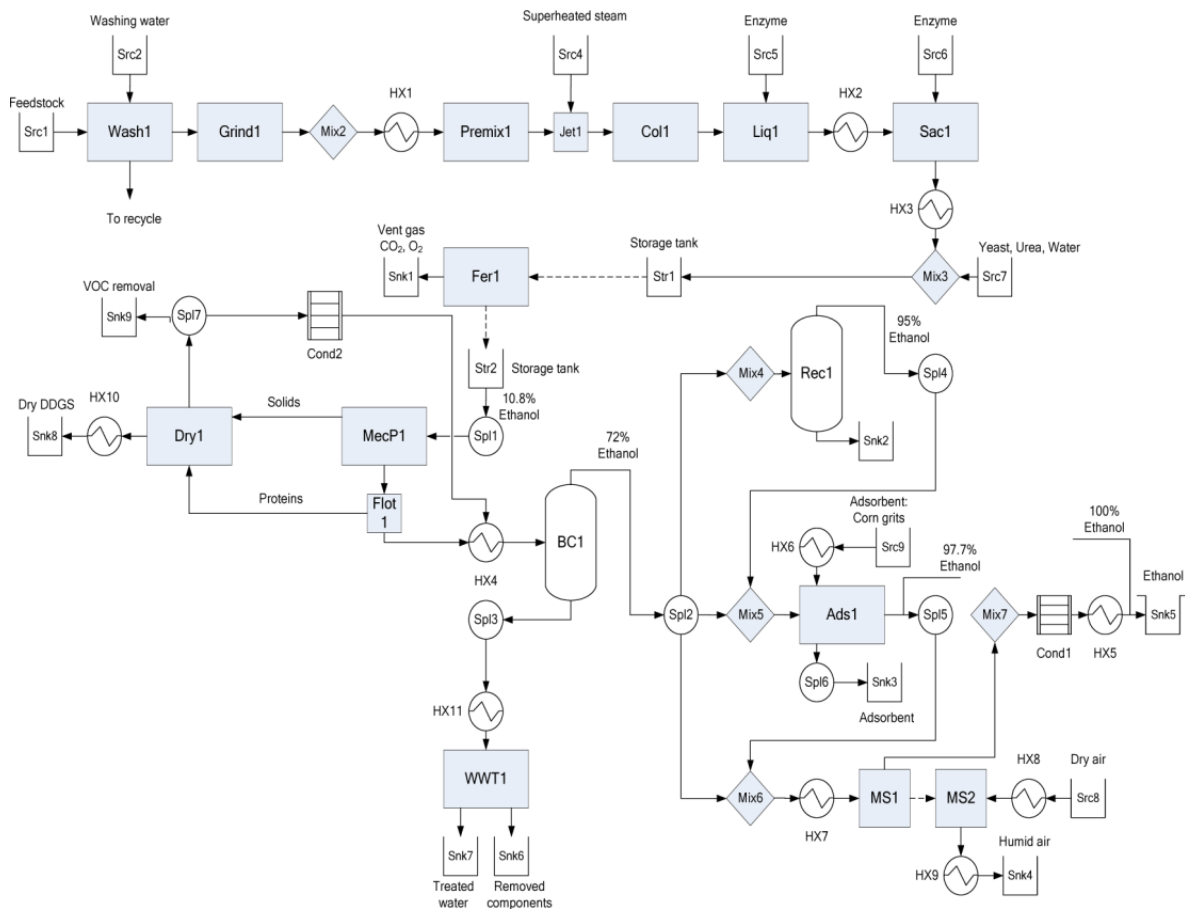 Washing water
Src2
Superheated steam
Src4
Enzyme
Src5
Enzyme
Src6
Feedstock
Src1
Wash1
Grind1
Mix2
HX1
Premix1
Jet1
Col1
Liq1
HX2
Sac1
To recycle
HX3
Vent gas
CO₂, O₂
Snk1
Fer1
Storage tank
Str1
Mix3
Yeast, Urea, Water
Src7
VOC removal
Snk9
Spl7
Cond2
Str2
Storage tank
10.8%
Ethanol
Spl1
Mix4
Rec1
95%
Ethanol
Spl4
Snk2
Dry DDGS
Snk8
HX10
Dry1
Solids
MecP1
Proteins
Flot
1
HX4
BC1
72%
Ethanol
Spl3
Spl2
Adsorbent:
Corn grits
HX6
Src9
97.7%
Ethanol
Mix5
Ads1
Spl5
Spl6
Snk3
Adsorbent
100%
Ethanol
Ethanol
Mix7
Cond1
HX5
Snk5
HX11
WWT1
Snk7
Snk6
Treated
water
Removed
components
Mix6
HX7
MS1
MS2
HX8
Dry air
Src8
Humid air
HX9
Snk4